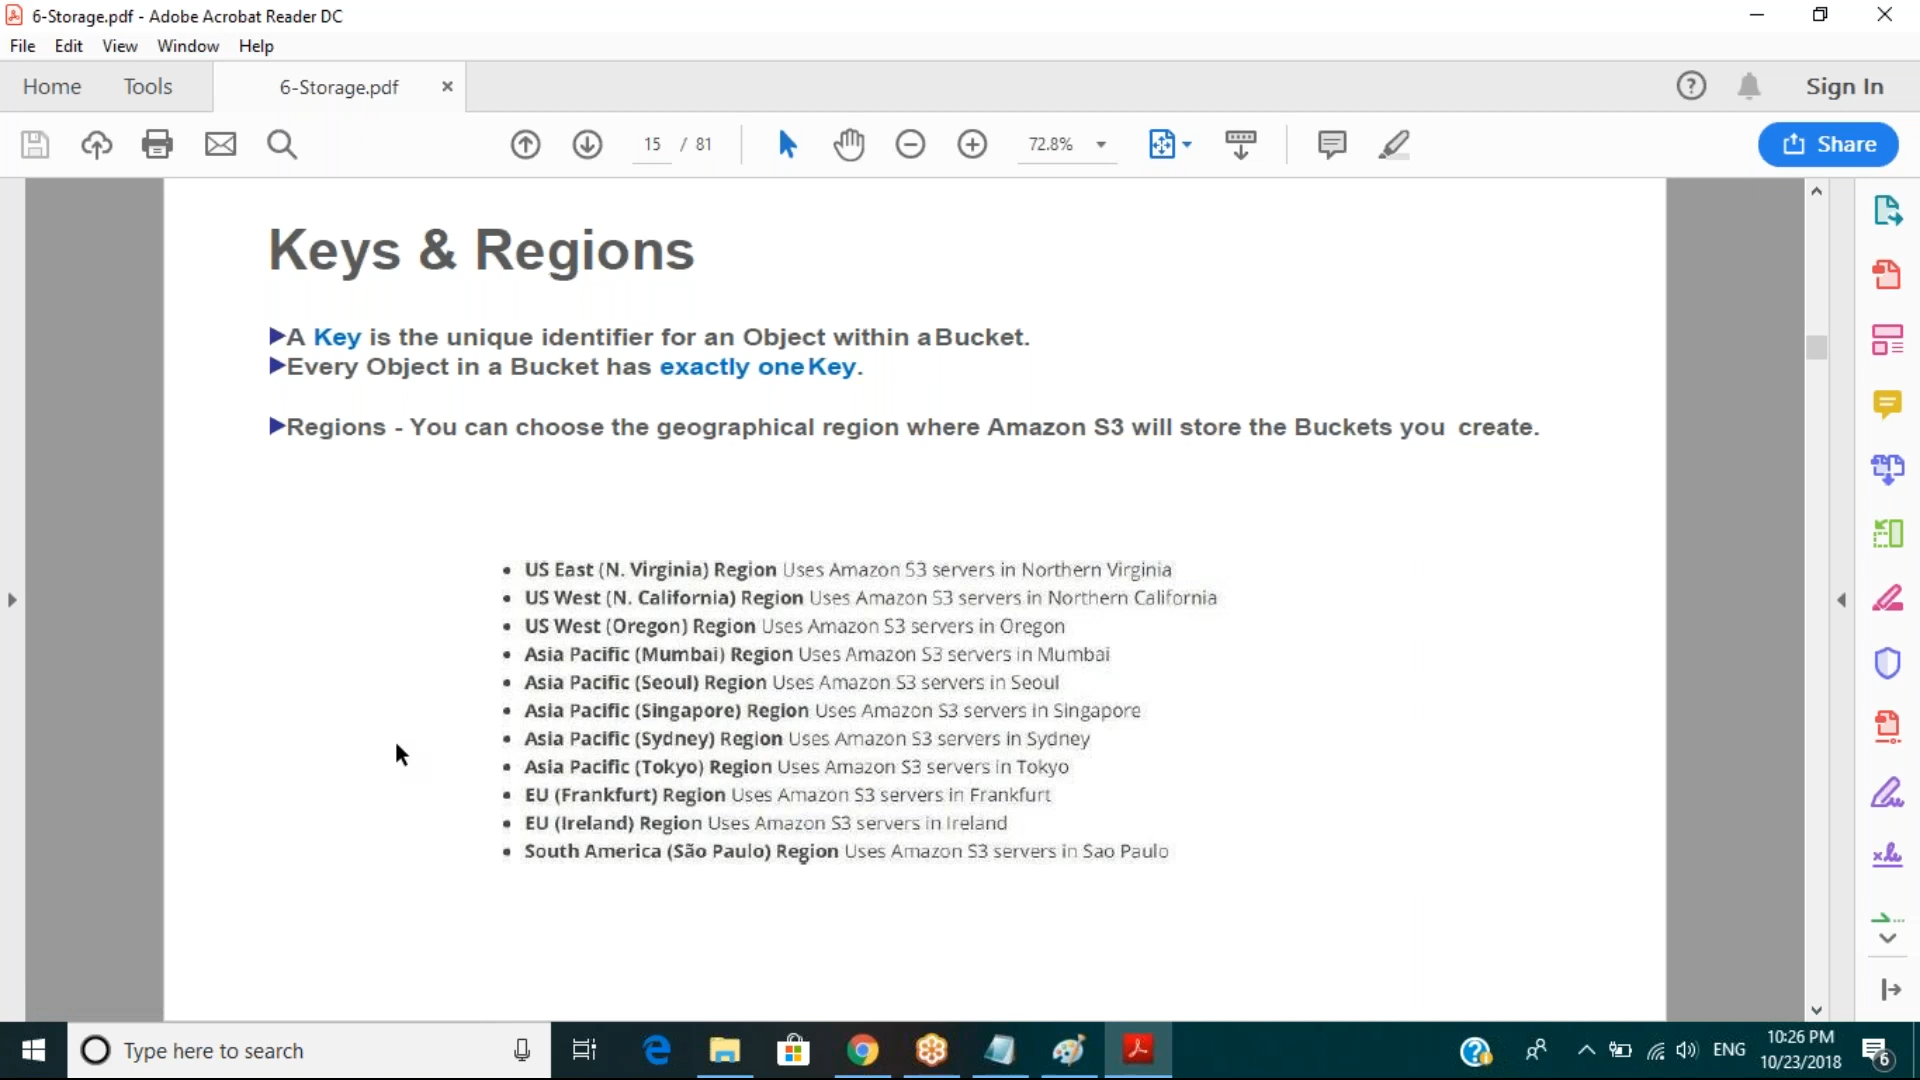 6-Storage.pdf - Adobe Acrobat Reader DC
File Edit View Window Help
Home Tools 6-Storage.pdf Sign In
15 / 81 72.8% Share
Keys & Regions
A Key is the unique identifier for an Object within a Bucket.
Every Object in a Bucket has exactly one Key.
Regions - You can choose the geographical region where Amazon S3 will store the Buckets you create.
• US East (N. Virginia) Region Uses Amazon S3 servers in Northern Virginia
• US West (N. California) Region Uses Amazon S3 servers in Northern California
• US West (Oregon) Region Uses Amazon S3 servers in Oregon
• Asia Pacific (Mumbai) Region Uses Amazon S3 servers in Mumbai
• Asia Pacific (Seoul) Region Uses Amazon S3 servers in Seoul
• Asia Pacific (Singapore) Region Uses Amazon S3 servers in Singapore
• Asia Pacific (Sydney) Region Uses Amazon S3 servers in Sydney
• Asia Pacific (Tokyo) Region Uses Amazon S3 servers in Tokyo
• EU (Frankfurt) Region Uses Amazon S3 servers in Frankfurt
• EU (Ireland) Region Uses Amazon S3 servers in Ireland
• South America (São Paulo) Region Uses Amazon S3 servers in Sao Paulo
Type here to search
ENG
10:26 PM
10/23/2018
6